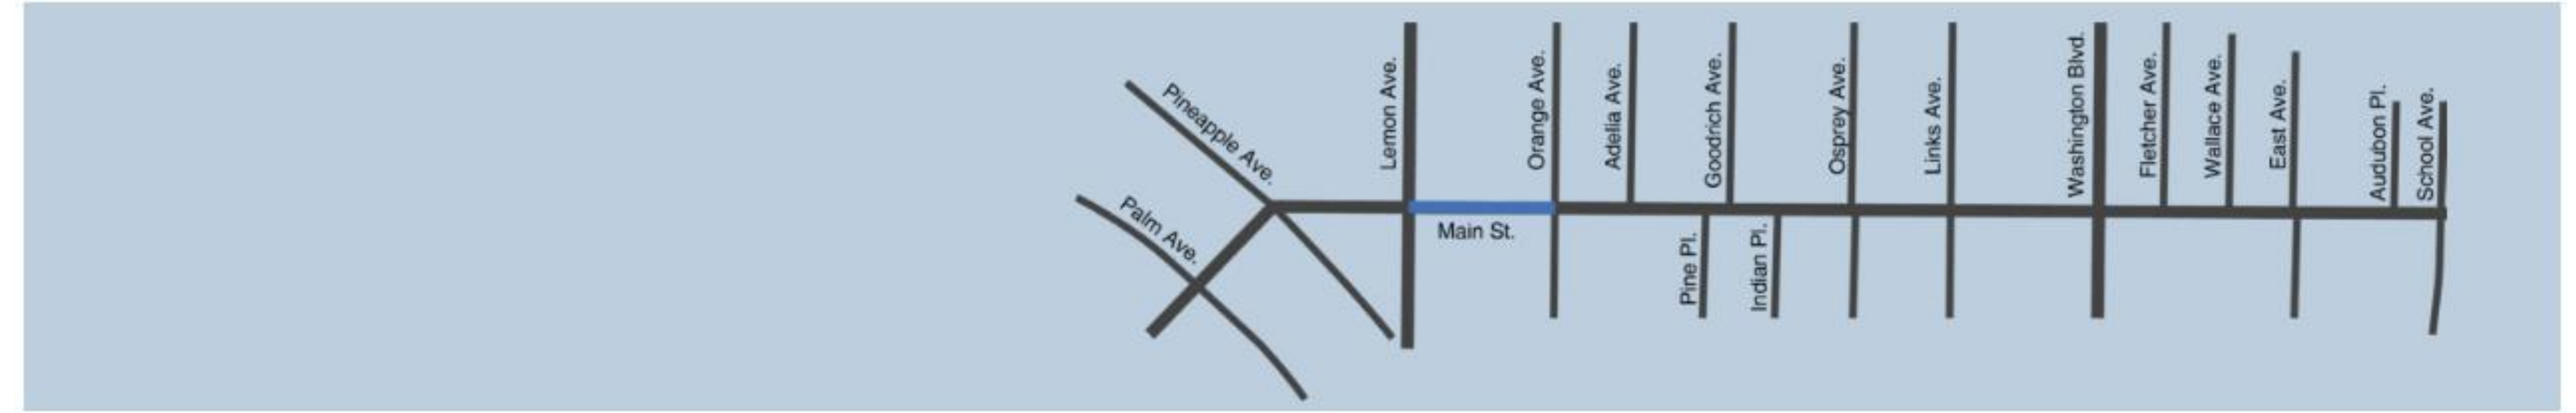 Pineapple Ave.
Palm Ave.
Lemon Ave.
Main St.
Orange Ave.
Adelia Ave.
Pine Pl.
Goodrich Ave.
Indian Pl.
Osprey Ave.
Links Ave.
Washington Blvd.
Fletcher Ave.
Wallace Ave.
East Ave.
Audubon Pl.
School Ave.